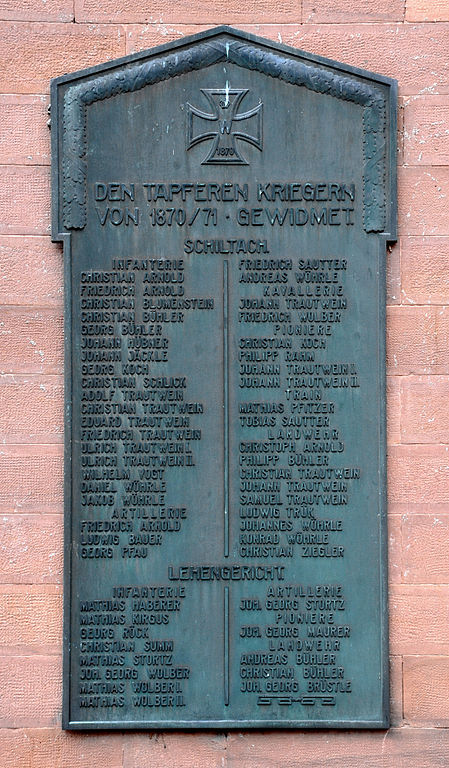 W
1870
DEN TAPFEREN KRIEGERN
VON 1870/71 · GEWIDMET
SCHILTACH.
INFANTERIE
CHRISTIAN ARNOLD
FRIEDRICH ARNOLD
CHRISTIAN BLUMENSTEIN
CHRISTIAN BÜHLER
GEORG BÜHLER
JOHANN HÜBNER
JOHANN JÄCKLE
GEORG KOCH
CHRISTIAN SCHLICK
ADOLF TRAUTWEIN
CHRISTIAN TRAUTWEIN
EDUARD TRAUTWEIN
FRIEDRICH TRAUTWEIN
ULRICH TRAUTWEIN I.
ULRICH TRAUTWEIN II.
WILHELM VOGT
DANIEL WÖHRLE
JAKOB WÖHRLE
ARTILLERIE
FRIEDRICH ARNOLD
LUDWIG BAUER
GEORG PFAU
FRIEDRICH SAUTTER
ANDREAS WÖHRLE
KAVALLERIE
JOHANN TRAUTWEIN
FRIEDRICH WOLBER
PIONIERE
CHRISTIAN KOCH
PHILIPP RAHM
JOHANN TRAUTWEIN I.
JOHANN TRAUTWEIN II.
TRAIN
MATHIAS PFITZER
TOBIAS SAUTTER
LANDWEHR
CHRISTOPH ARNOLD
PHILIPP BÜHLER
CHRISTIAN TRAUTWEIN
JOHANN TRAUTWEIN
SAMUEL TRAUTWEIN
LUDWIG TRUK
JOHANNES WÖHRLE
KONRAD WÖHRLE
CHRISTIAN ZIEGLER
LEHENGERICHT
INFANTERIE
MATHIAS HABERER
MATHIAS KIRGUS
GEORG RÖCK
CHRISTIAN SUMM
MATHIAS STORTZ
JOH. GEORG WOLBER
MATHIAS WOLBER I.
MATHIAS WOLBER II.
ARTILLERIE
JOH. GEORG STORTZ
PIONIERE
JOH. GEORG MAURER
LANDWEHR
ANDREAS BÜHLER
CHRISTIAN BÜHLER
JOH. GEORG BRÜSTLE